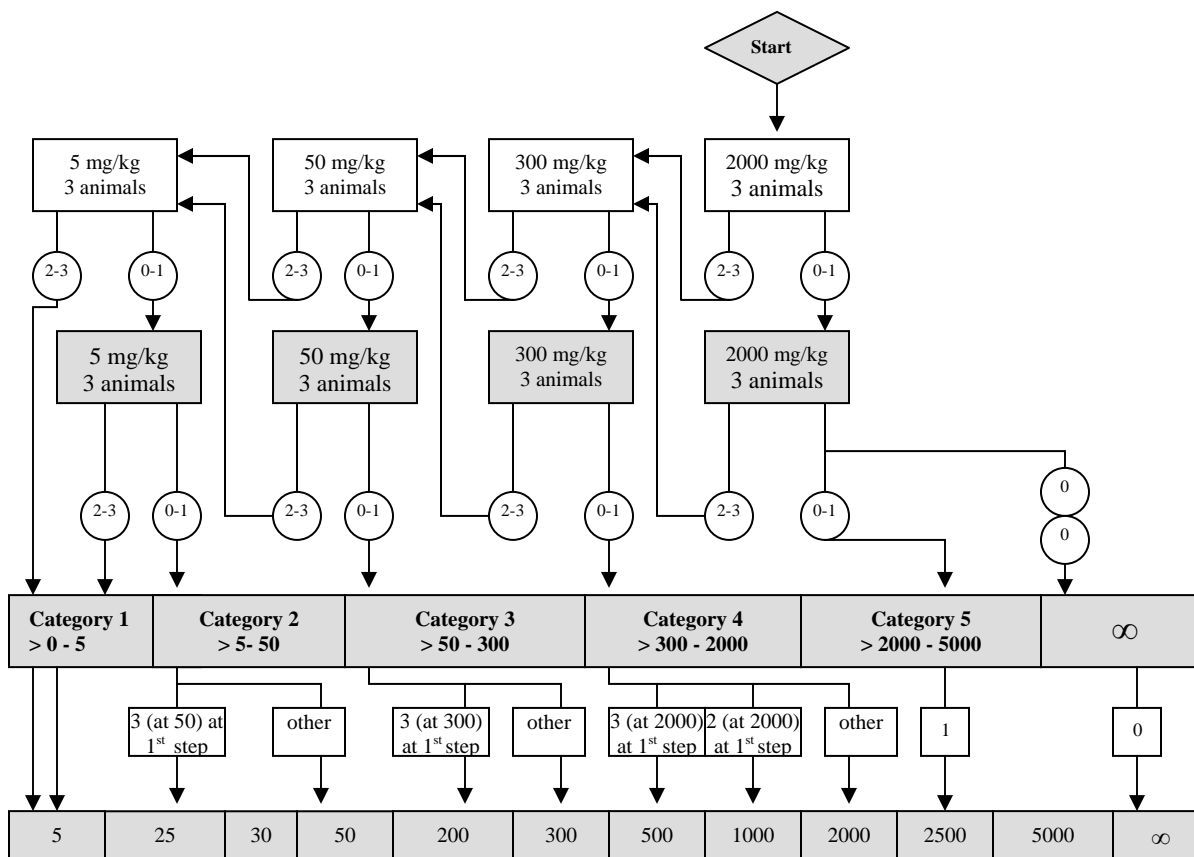 Start
5 mg/kg
3 animals
50 mg/kg
3 animals
300 mg/kg
3 animals
2000 mg/kg
3 animals
2-3
0-1
2-3
0-1
2-3
0-1
2-3
0-1
5 mg/kg
3 animals
50 mg/kg
3 animals
300 mg/kg
3 animals
2000 mg/kg
3 animals
2-3
0-1
2-3
0-1
2-3
0-1
2-3
0-1
0
0
Category 1
> 0 - 5
Category 2
> 5- 50
Category 3
> 50 - 300
Category 4
> 300 - 2000
Category 5
> 2000 - 5000
∞
3 (at 50) at
1st step
other
3 (at 300)
at 1st step
other
3 (at 2000)
at 1st step
2 (at 2000)
at 1st step
other
1
0
5
25
30
50
200
300
500
1000
2000
2500
5000
∞